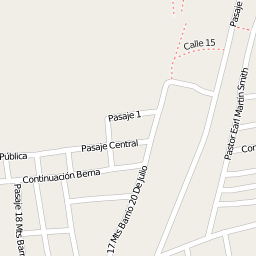 Pasaje
Calle 15
Pastor Earl Martin Smith
Pasaje 1
Pasaje Central
Pública
Con
Continuación Berna
Pasaje 18 Mts Barr
17 Mts Barrio 20 De Julio